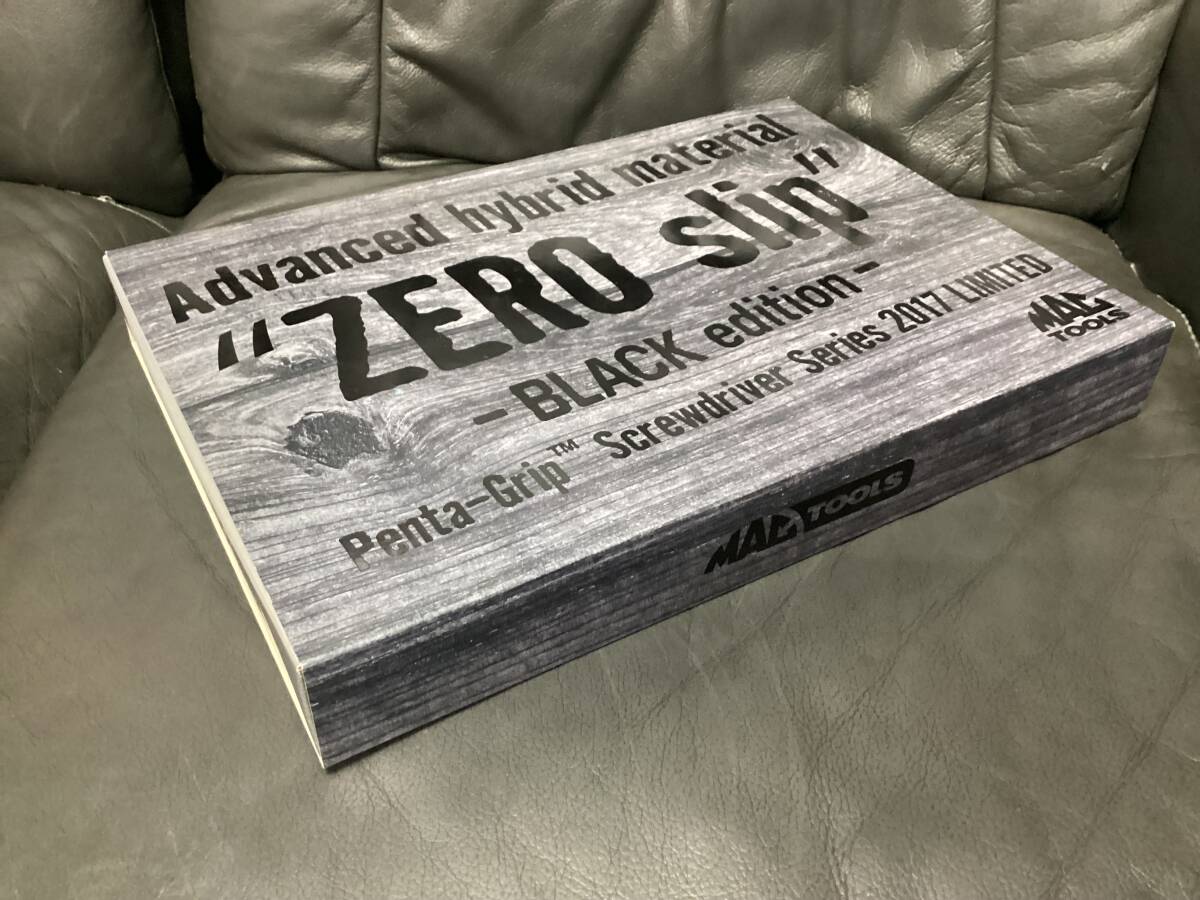 Advanced hybrid material
“ZERO slip”
- BLACK edition -
Penta-Grip™ Screwdriver Series 2017 LIMITED
MAC
TOOLS
MAC TOOLS